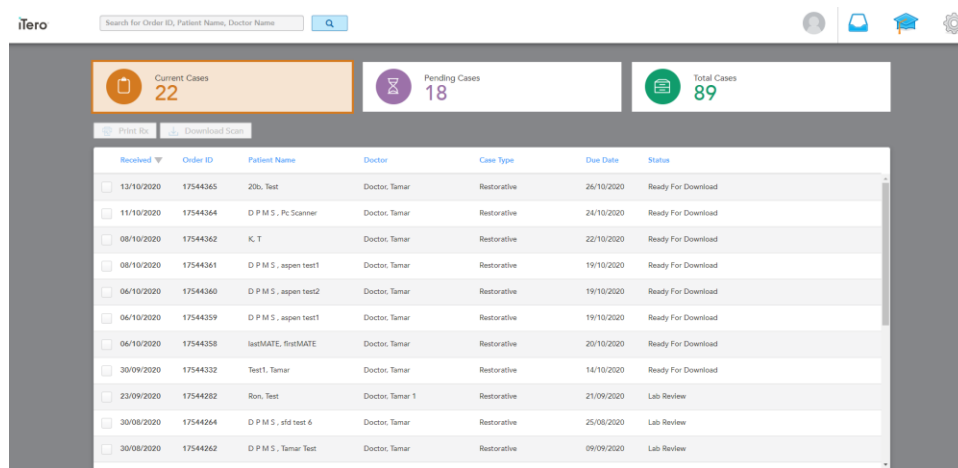 iTero
Search for Order ID, Patient Name, Doctor Name
Current Cases
22
Pending Cases
18
Total Cases
89
Print Rx Download Scan
Received Order ID Patient Name Doctor Case Type Due Date Status
13/10/2020 17544365 20b, Test Doctor, Tamar Restorative 26/10/2020 Ready For Download
11/10/2020 17544364 D P M S , Pc Scanner Doctor, Tamar Restorative 24/10/2020 Ready For Download
08/10/2020 17544362 K, T Doctor, Tamar Restorative 22/10/2020 Ready For Download
08/10/2020 17544361 D P M S , aspen test1 Doctor, Tamar Restorative 19/10/2020 Ready For Download
06/10/2020 17544360 D P M S , aspen test2 Doctor, Tamar Restorative 19/10/2020 Ready For Download
06/10/2020 17544359 D P M S , aspen test1 Doctor, Tamar Restorative 19/10/2020 Ready For Download
06/10/2020 17544358 lastMATE, firstMATE Doctor, Tamar Restorative 20/10/2020 Ready For Download
30/09/2020 17544332 Test1, Tamar Doctor, Tamar Restorative 14/10/2020 Ready For Download
23/09/2020 17544282 Ron, Test Doctor, Tamar 1 Restorative 21/09/2020 Lab Review
30/08/2020 17544264 D P M S , sfd test 6 Doctor, Tamar Restorative 25/08/2020 Lab Review
30/08/2020 17544262 D P M S , Tamar Test Doctor, Tamar Restorative 09/09/2020 Lab Review